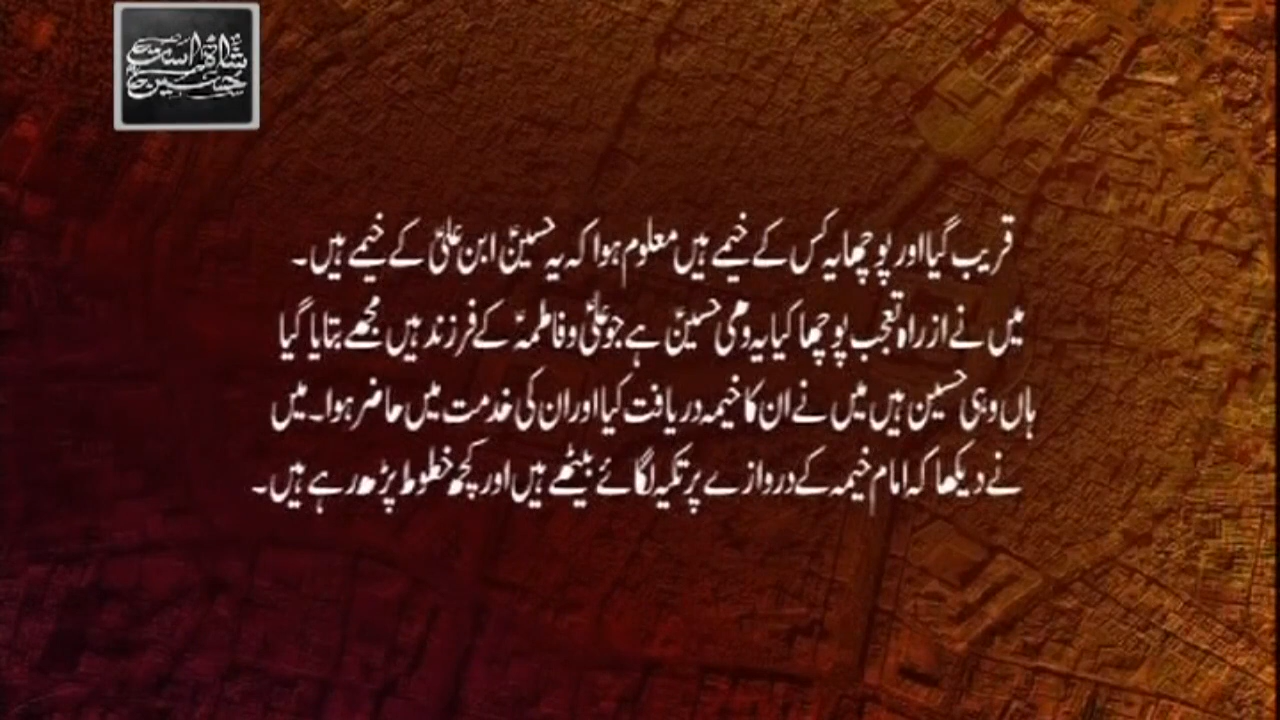 شاہ است حسین
قریب گیا اور پوچھا یہ کس کے خیمے ہیں معلوم ہوا کہ یہ حسینؑ ابن علیؑ کے خیمے ہیں۔
میں نے ازراہ تعجب پوچھا کیا یہ وہی حسینؑ ہے جو علیؑ و فاطمہؑ کے فرزند ہیں مجھے بتایا گیا
ہاں وہی حسین ہیں میں نے ان کا خیمہ دریافت کیا اور ان کی خدمت میں حاضر ہوا۔ میں
نے دیکھا کہ امام خیمہ کے دروازے پر تکیہ لگائے بیٹھے ہیں اور کچھ خطوط پڑھ رہے ہیں۔